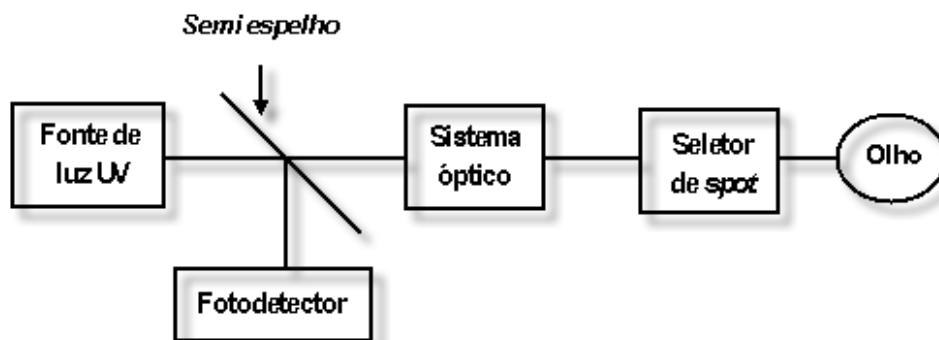 Semi espelho
Fonte de
luz UV
Sistema
óptico
Seletor
de spot
Olho
Fotodetector